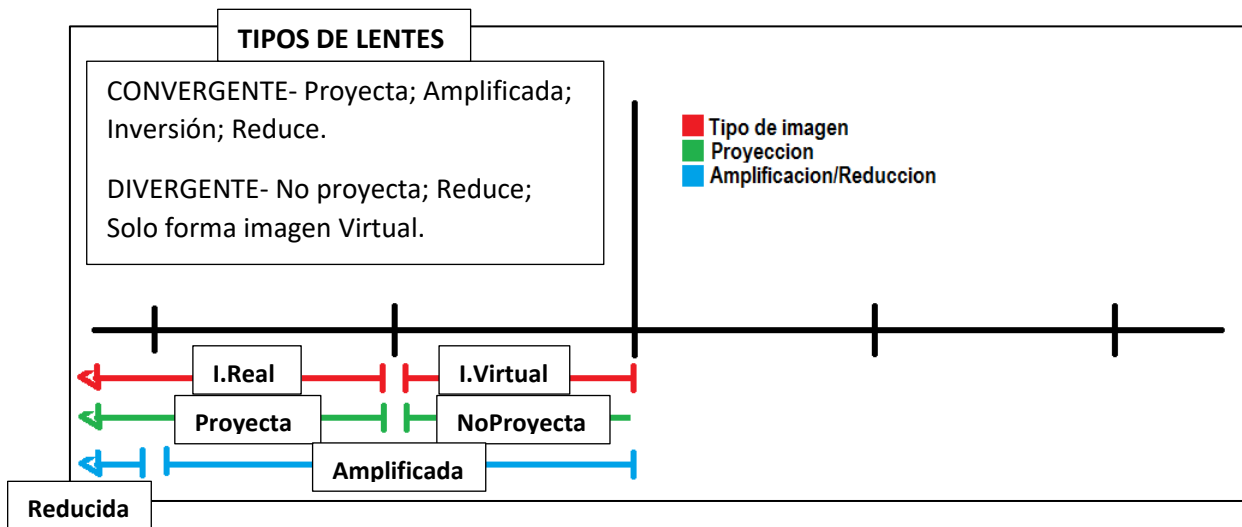 TIPOS DE LENTES
CONVERGENTE- Proyecta; Amplificada;
Inversión; Reduce.
DIVERGENTE- No proyecta; Reduce;
Solo forma imagen Virtual.
Tipo de imagen
Proyeccion
Amplificacion/Reduccion
I.Real
I.Virtual
Proyecta
NoProyecta
Amplificada
Reducida